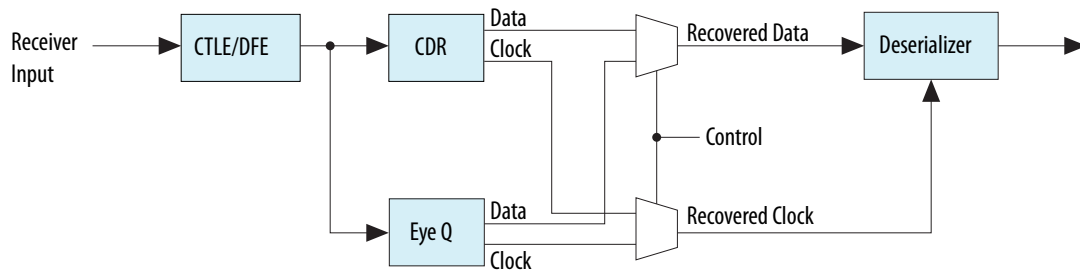 Receiver
Input
CTLE/DFE
CDR
Data
Clock
Recovered Data
Deserializer
Control
Eye Q
Data
Clock
Recovered Clock